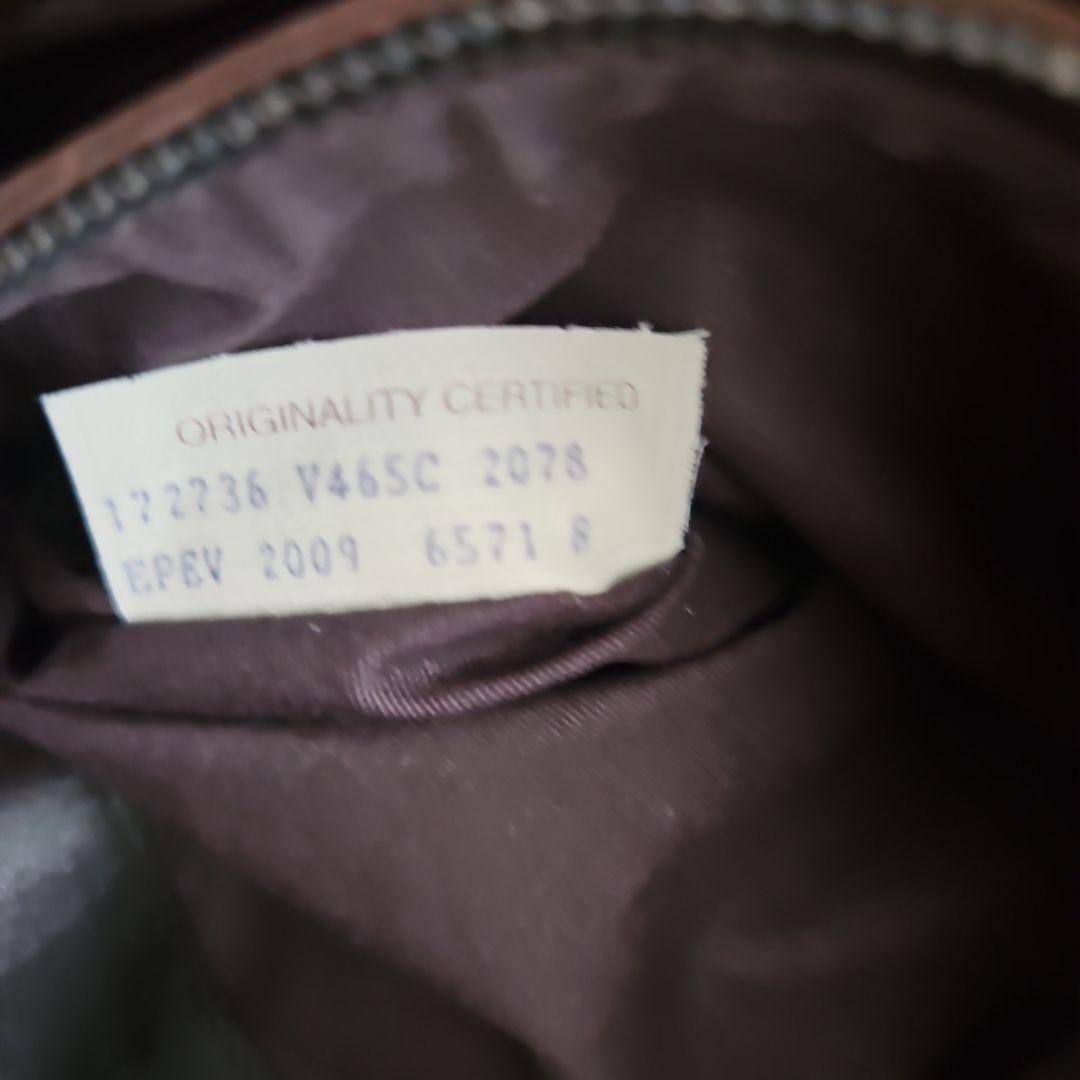 ORIGINALITY CERTIFIED
172736 V465C 2078
EPEV 2009 6571 8